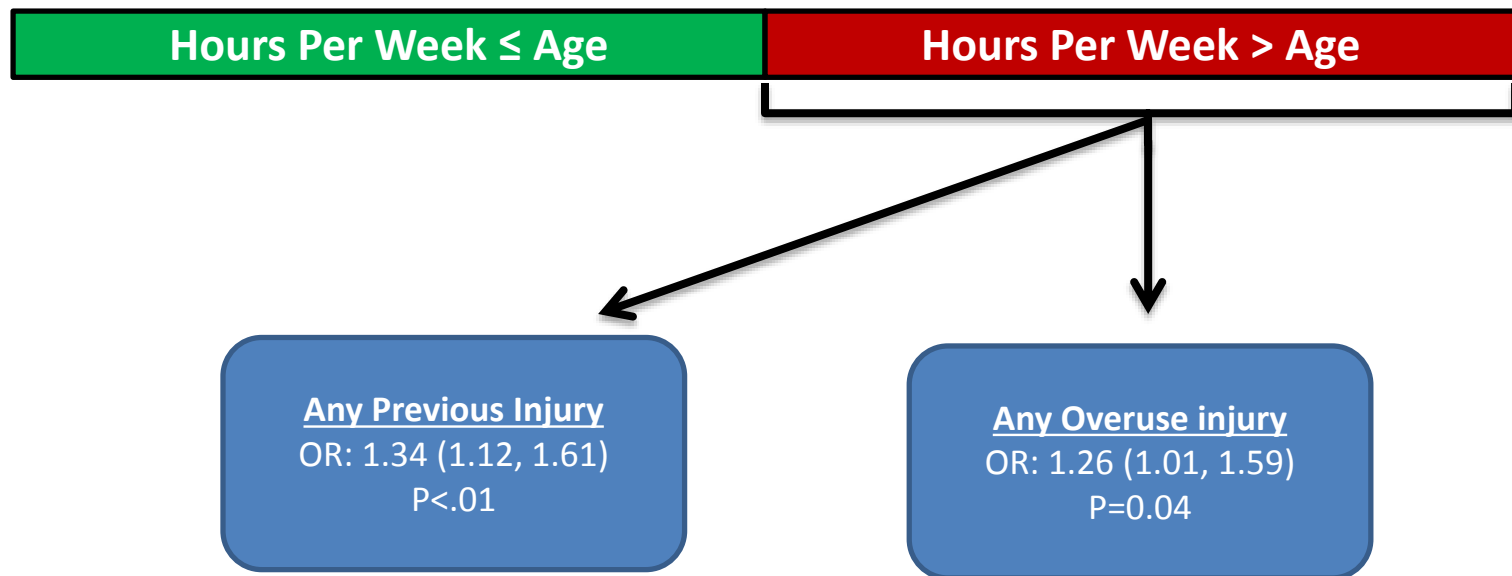 Hours Per Week ≤ Age
Hours Per Week > Age
Any Previous Injury
OR: 1.34 (1.12, 1.61)
P<.01
Any Overuse injury
OR: 1.26 (1.01, 1.59)
P=0.04